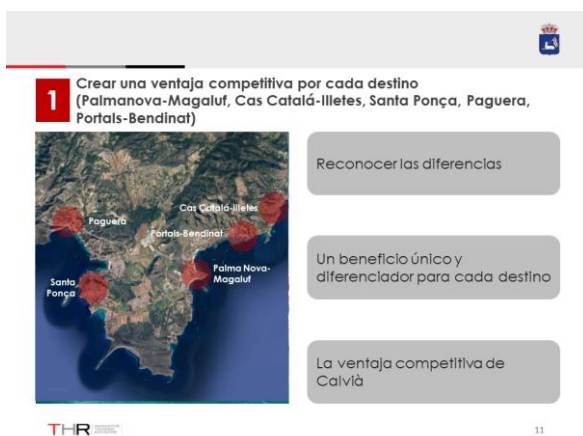 1
Crear una ventaja competitiva por cada destino
(Palmanova-Magaluf, Cas Catalá-Illetes, Santa Ponça, Paguera,
Portals-Bendinat)
Cas Catalá-Illetes
Paguera
Portals-Bendinat
Palma Nova-
Magaluf
Santa
Ponça
Reconocer las diferencias
Un beneficio único y
diferenciador para cada destino
La ventaja competitiva de
Calvià
THR
11